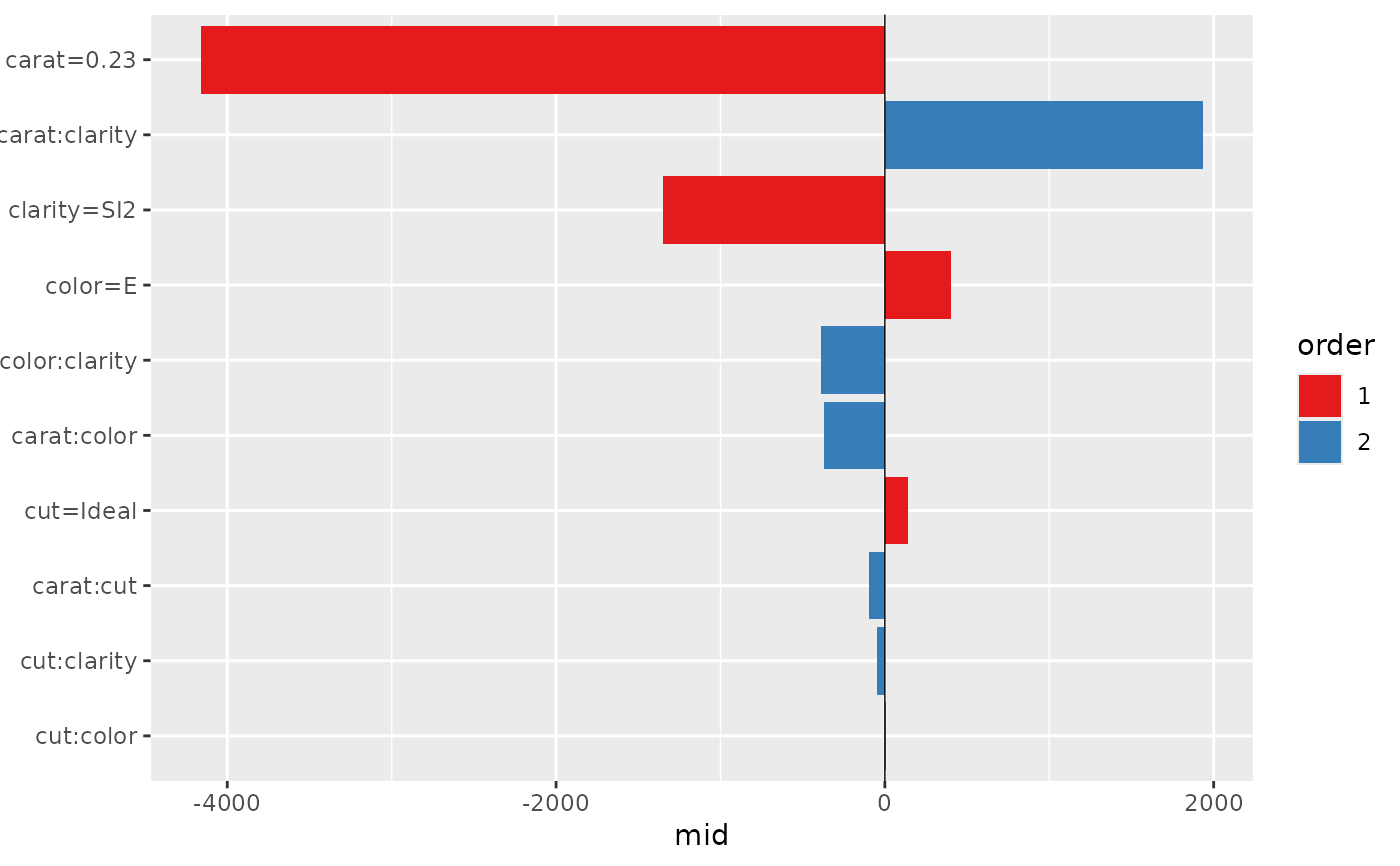 carat=0.23
carat:clarity
clarity=SI2
color=E
color:clarity
carat:color
cut=Ideal
carat:cut
cut:clarity
cut:color
-4000 -2000 0 2000
mid
order
1
2